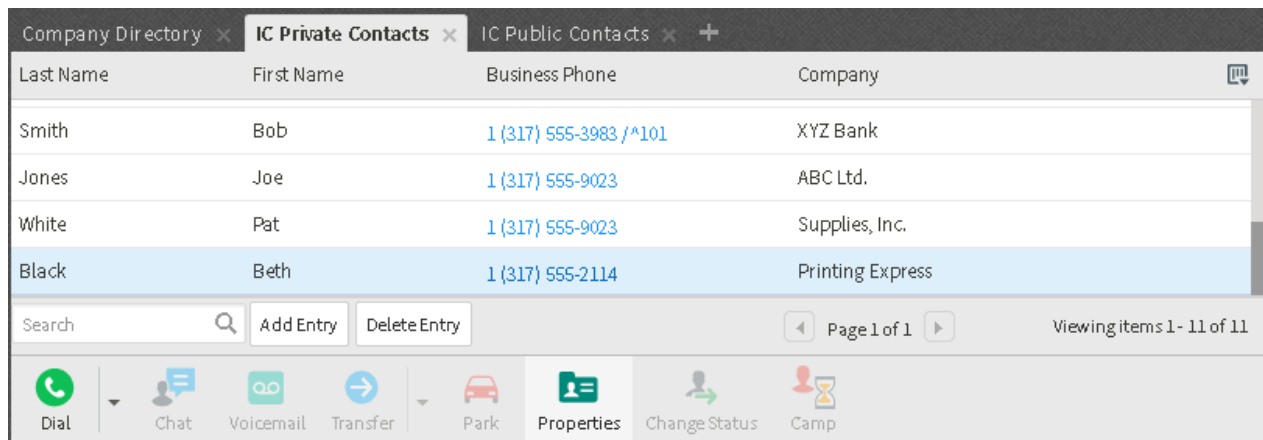 Company Directory IC Private Contacts IC Public Contacts
Last Name First Name Business Phone Company
Smith Bob 1 (317) 555-3983 /^101 XYZ Bank
Jones Joe 1 (317) 555-9023 ABC Ltd.
White Pat 1 (317) 555-9023 Supplies, Inc.
Black Beth 1 (317) 555-2114 Printing Express
Search Add Entry Delete Entry Page 1 of 1 Viewing items 1 - 11 of 11
Dial Chat Voicemail Transfer Park Properties Change Status Camp